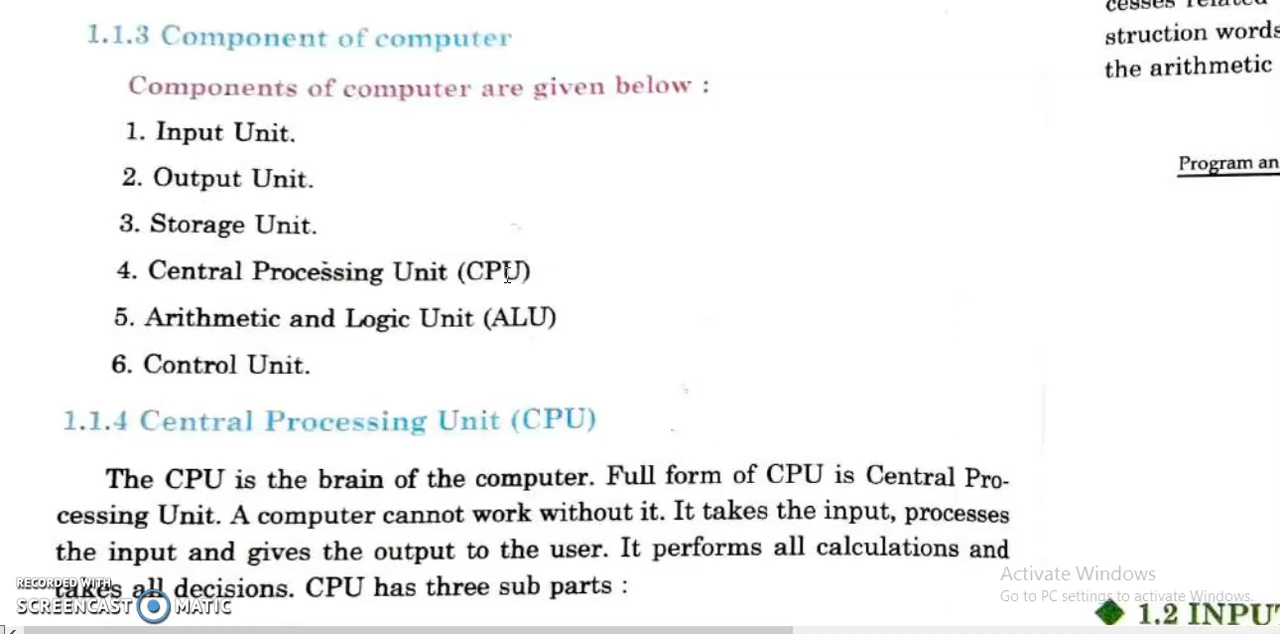 1.1.3 Component of computer
Components of computer are given below :
1. Input Unit.
2. Output Unit.
3. Storage Unit.
4. Central Processing Unit (CPU)
5. Arithmetic and Logic Unit (ALU)
6. Control Unit.
1.1.4 Central Processing Unit (CPU)
The CPU is the brain of the computer. Full form of CPU is Central Pro-
cessing Unit. A computer cannot work without it. It takes the input, processes
the input and gives the output to the user. It performs all calculations and
takes all decisions. CPU has three sub parts :
struction words
the arithmetic
Program an
1.2 INPUT
Activate Windows
Go to PC settings to activate Windows.
RECORDED WITH
SCREENCAST MATIC